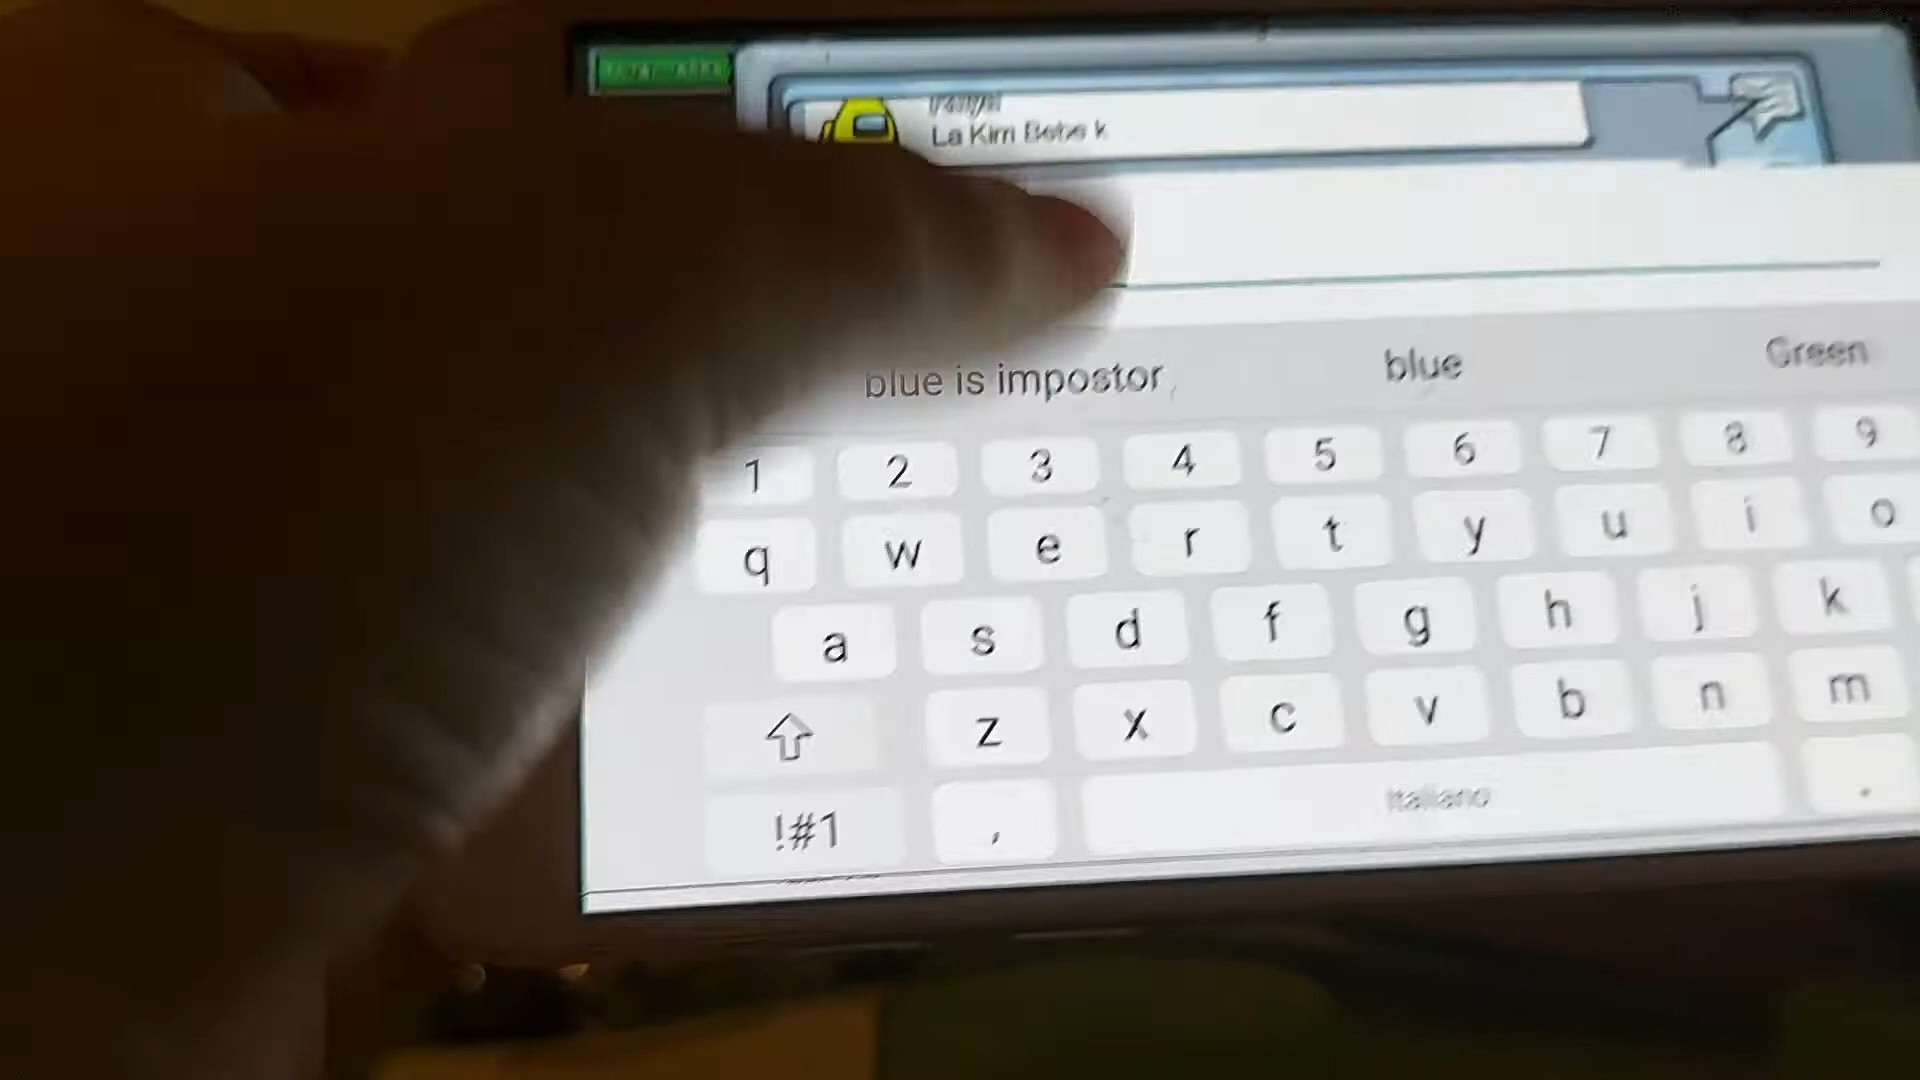 La Kim Bebe k
blue is impostor blue Green
1 2 3 4 5 6 7 8 9
q w e r t y u i o
a s d f g h j k
z x c v b n m
!#1 , Italiano .